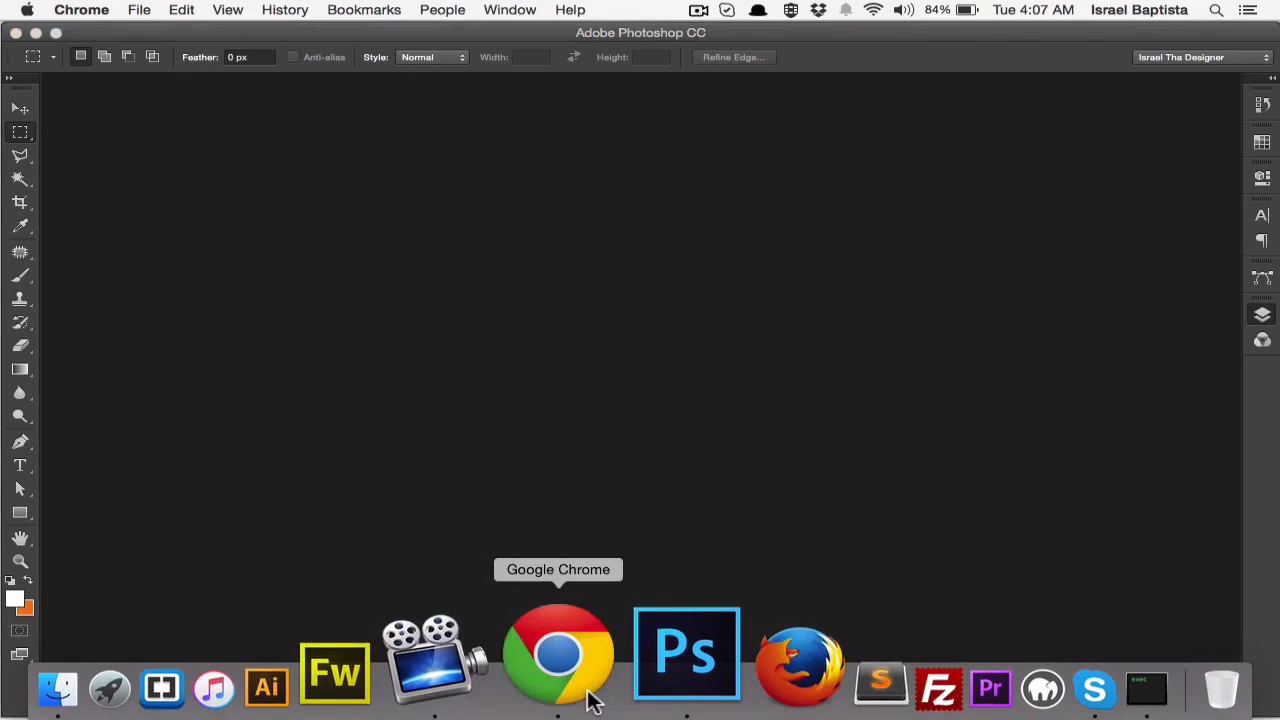 Chrome File Edit View History Bookmarks People Window Help 84% Tue 4:07 AM Israel Baptista
Adobe Photoshop CC
Feather: 0 px Anti-alias Style: Normal Width: Height: Refine Edge... Israel Tha Designer
A
T
Google Chrome
Fw
Ps
Ai
S
Fz
Pr
S
exec